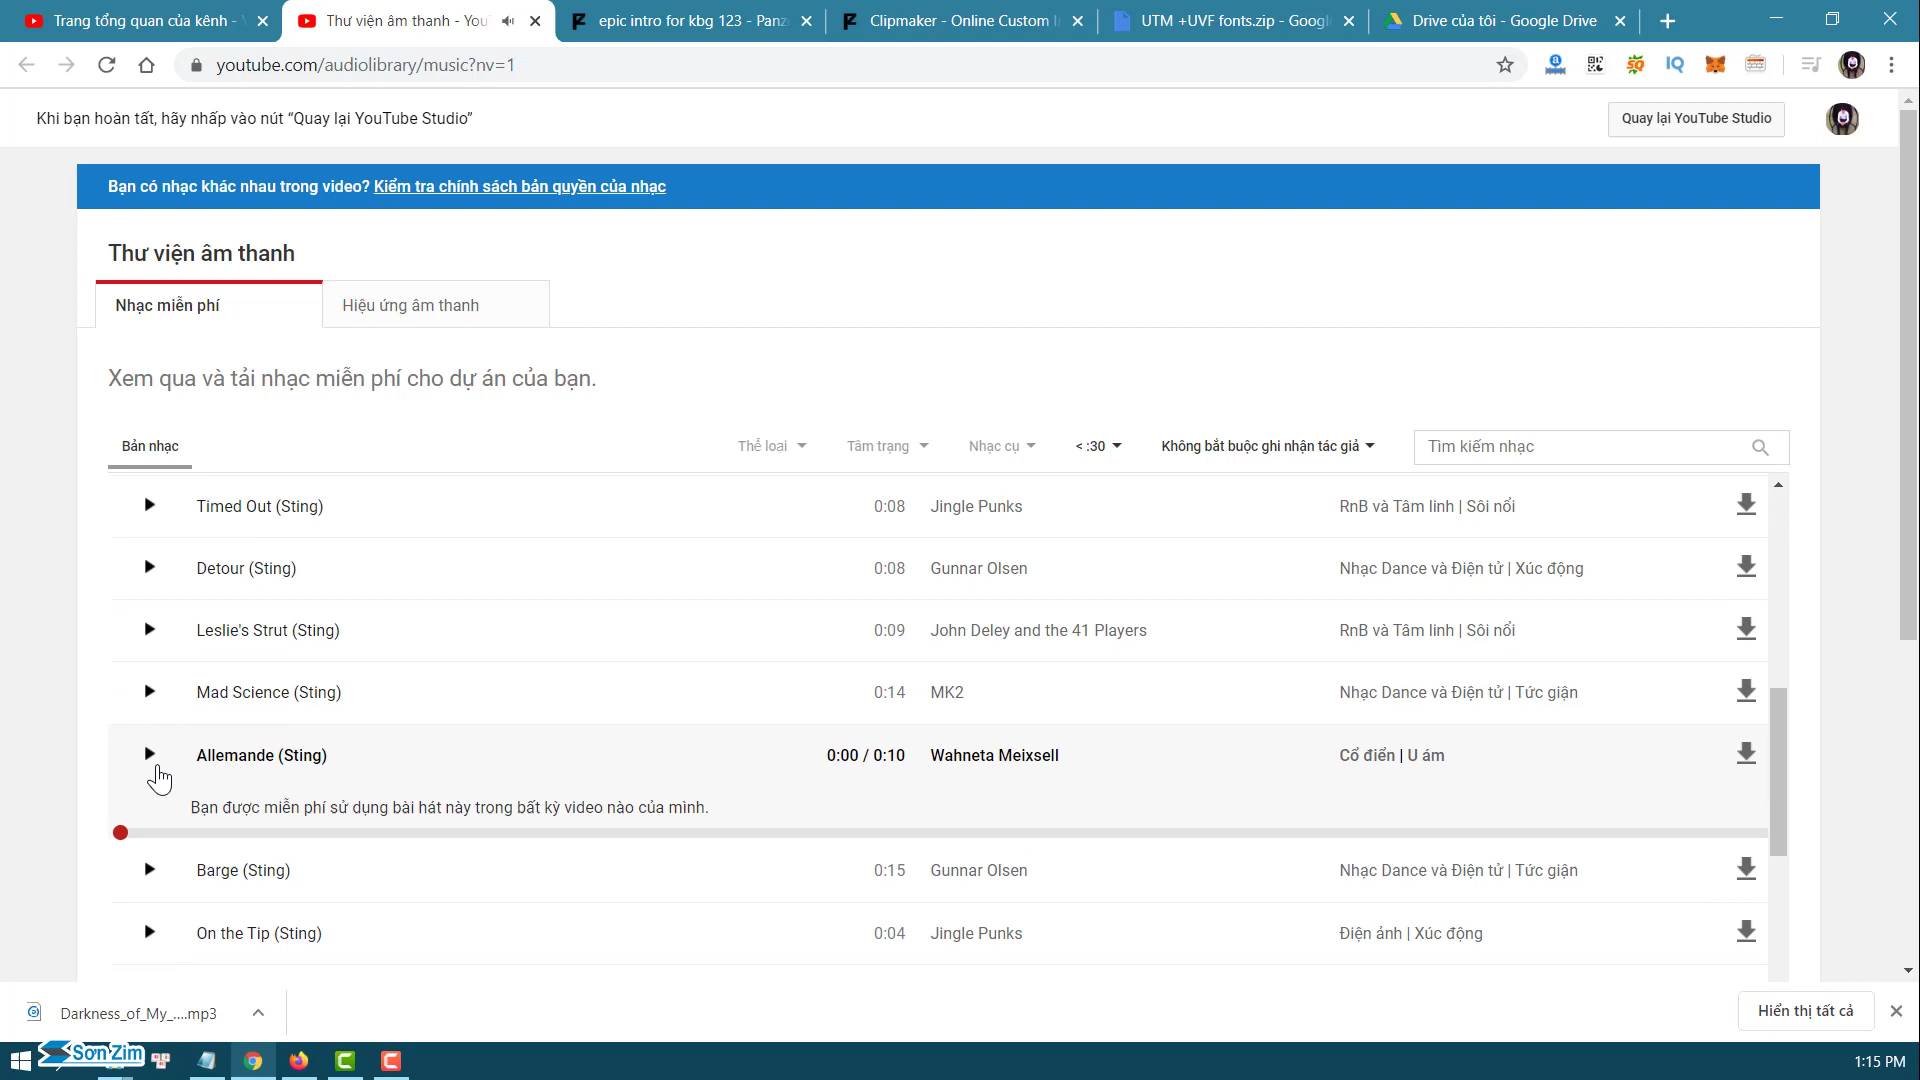 Trang tổng quan của kênh -
Thư viện âm thanh - You
epic intro for kbg 123 - Panz
Clipmaker - Online Custom I
UTM +UVF fonts.zip - Google
Drive của tôi - Google Drive
youtube.com/audiolibrary/music?nv=1
Khi bạn hoàn tất, hãy nhấp vào nút “Quay lại YouTube Studio”
Quay lại YouTube Studio
Bạn có nhạc khác nhau trong video? Kiểm tra chính sách bản quyền của nhạc
Thư viện âm thanh
Nhạc miễn phí
Hiệu ứng âm thanh
Xem qua và tải nhạc miễn phí cho dự án của bạn.
Bản nhạc
Thể loại
Tâm trạng
Nhạc cụ
< :30
Không bắt buộc ghi nhận tác giả
Tìm kiếm nhạc
Timed Out (Sting) 0:08 Jingle Punks RnB và Tâm linh | Sôi nổi
Detour (Sting) 0:08 Gunnar Olsen Nhạc Dance và Điện tử | Xúc động
Leslie's Strut (Sting) 0:09 John Deley and the 41 Players RnB và Tâm linh | Sôi nổi
Mad Science (Sting) 0:14 MK2 Nhạc Dance và Điện tử | Tức giận
Allemande (Sting) 0:00 / 0:10 Wahneta Meixsell Cổ điển | U ám
Bạn được miễn phí sử dụng bài hát này trong bất kỳ video nào của mình.
Barge (Sting) 0:15 Gunnar Olsen Nhạc Dance và Điện tử | Tức giận
On the Tip (Sting) 0:04 Jingle Punks Điện ảnh | Xúc động
Darkness_of_My_....mp3
Hiển thị tất cả
Sơn Zim
1:15 PM